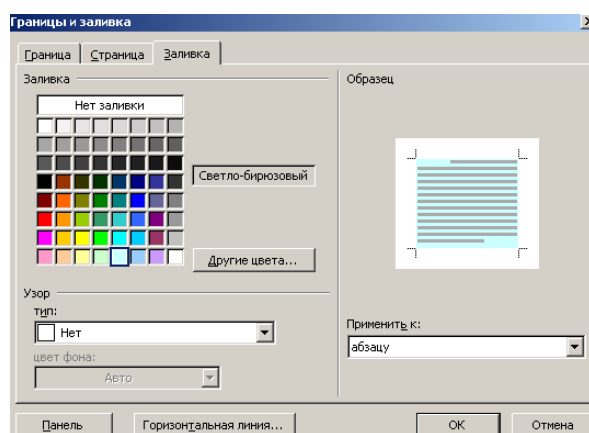 Границы и заливка
Граница Страница Заливка
Заливка
Нет заливки
Светло-бирюзовый
Другие цвета...
Узор
тип:
Нет
цвет фона:
Авто
Образец
Применить к:
абзацу
Панель Горизонтальная линия... ОК Отмена